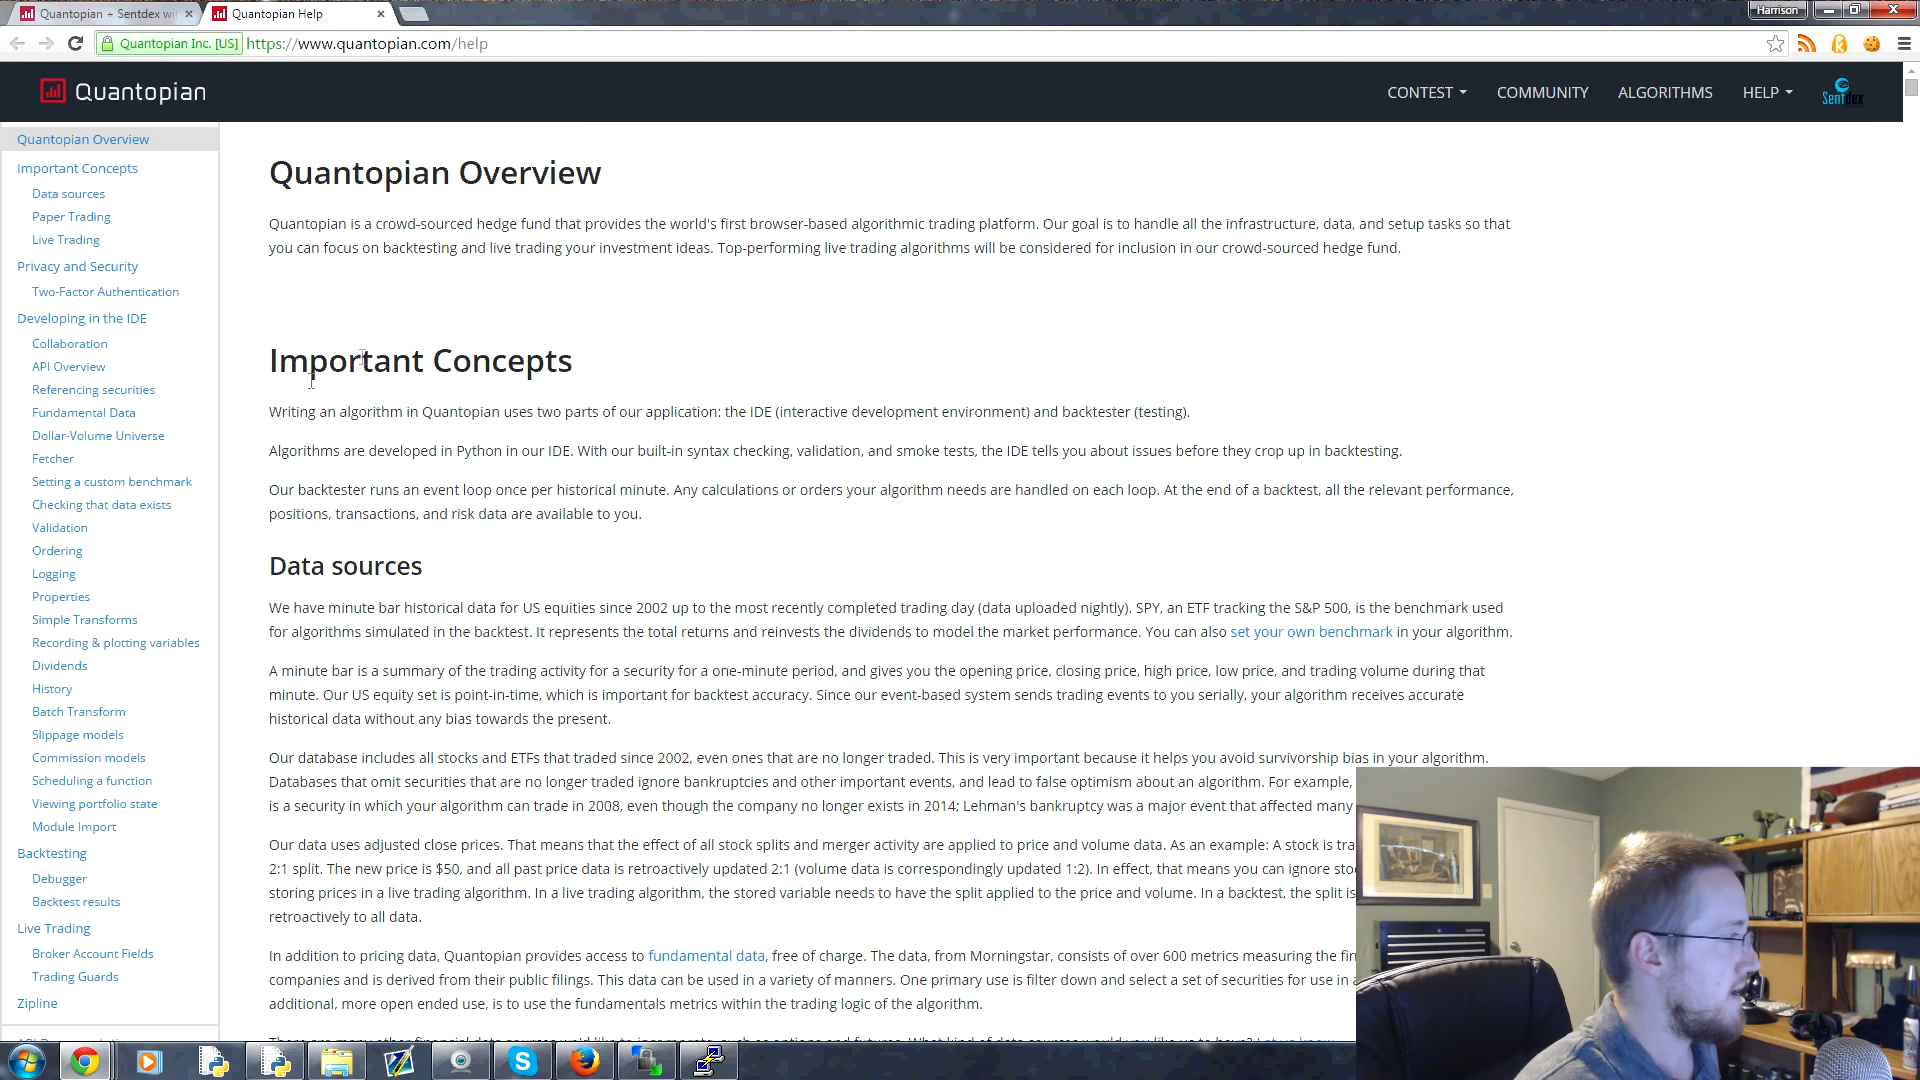 Quantopian + Sentdex wi
Quantopian Help
Harrison
Quantopian Inc. [US]
https://www.quantopian.com/help
Quantopian
CONTEST
COMMUNITY
ALGORITHMS
HELP
Sentdex
Quantopian Overview
Important Concepts
Data sources
Paper Trading
Live Trading
Privacy and Security
Two-Factor Authentication
Developing in the IDE
Collaboration
API Overview
Referencing securities
Fundamental Data
Dollar-Volume Universe
Fetcher
Setting a custom benchmark
Checking that data exists
Validation
Ordering
Logging
Properties
Simple Transforms
Recording & plotting variables
Dividends
History
Batch Transform
Slippage models
Commission models
Scheduling a function
Viewing portfolio state
Module Import
Backtesting
Debugger
Backtest results
Live Trading
Broker Account Fields
Trading Guards
Zipline
Quantopian Overview
Quantopian is a crowd-sourced hedge fund that provides the world's first browser-based algorithmic trading platform. Our goal is to handle all the infrastructure, data, and setup tasks so that
you can focus on backtesting and live trading your investment ideas. Top-performing live trading algorithms will be considered for inclusion in our crowd-sourced hedge fund.
Important Concepts
Writing an algorithm in Quantopian uses two parts of our application: the IDE (interactive development environment) and backtester (testing).
Algorithms are developed in Python in our IDE. With our built-in syntax checking, validation, and smoke tests, the IDE tells you about issues before they crop up in backtesting.
Our backtester runs an event loop once per historical minute. Any calculations or orders your algorithm needs are handled on each loop. At the end of a backtest, all the relevant performance,
positions, transactions, and risk data are available to you.
Data sources
We have minute bar historical data for US equities since 2002 up to the most recently completed trading day (data uploaded nightly). SPY, an ETF tracking the S&P 500, is the benchmark used
for algorithms simulated in the backtest. It represents the total returns and reinvests the dividends to model the market performance. You can also set your own benchmark in your algorithm.
A minute bar is a summary of the trading activity for a security for a one-minute period, and gives you the opening price, closing price, high price, low price, and trading volume during that
minute. Our US equity set is point-in-time, which is important for backtest accuracy. Since our event-based system sends trading events to you serially, your algorithm receives accurate
historical data without any bias towards the present.
Our database includes all stocks and ETFs that traded since 2002, even ones that are no longer traded. This is very important because it helps you avoid survivorship bias in your algorithm.
Databases that omit securities that are no longer traded ignore bankruptcies and other important events, and lead to false optimism about an algorithm. For example,
is a security in which your algorithm can trade in 2008, even though the company no longer exists in 2014; Lehman's bankruptcy was a major event that affected many
Our data uses adjusted close prices. That means that the effect of all stock splits and merger activity are applied to price and volume data. As an example: A stock is tra
2:1 split. The new price is $50, and all past price data is retroactively updated 2:1 (volume data is correspondingly updated 1:2). In effect, that means you can ignore sto
storing prices in a live trading algorithm. In a live trading algorithm, the stored variable needs to have the split applied to the price and volume. In a backtest, the split is
retroactively to all data.
In addition to pricing data, Quantopian provides access to fundamental data, free of charge. The data, from Morningstar, consists of over 600 metrics measuring the fin
companies and is derived from their public filings. This data can be used in a variety of manners. One primary use is filter down and select a set of securities for use in a
additional, more open ended use, is to use the fundamentals metrics within the trading logic of the algorithm.